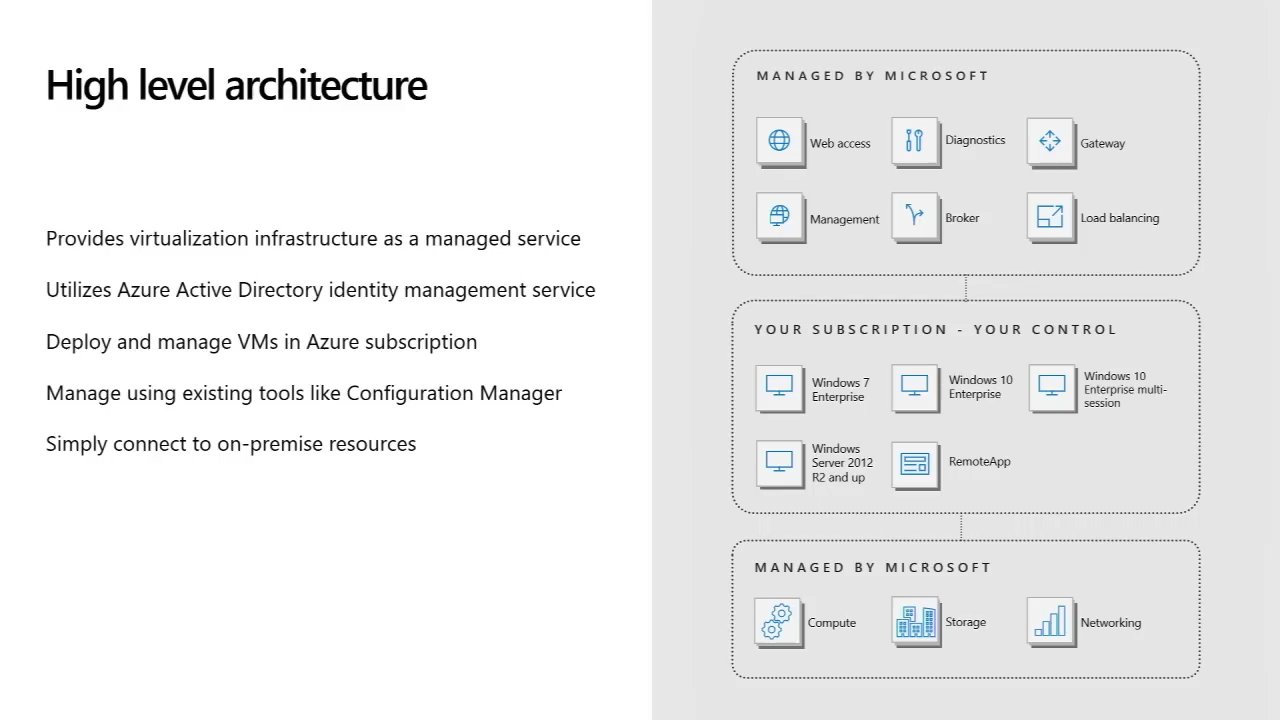 High level architecture
Provides virtualization infrastructure as a managed service
Utilizes Azure Active Directory identity management service
Deploy and manage VMs in Azure subscription
Manage using existing tools like Configuration Manager
Simply connect to on-premise resources
MANAGED BY MICROSOFT
Web access
Diagnostics
Gateway
Management
Broker
Load balancing
YOUR SUBSCRIPTION - YOUR CONTROL
Windows 7
Enterprise
Windows 10
Enterprise
Windows 10
Enterprise multi-
session
Windows
Server 2012
R2 and up
RemoteApp
MANAGED BY MICROSOFT
Compute
Storage
Networking